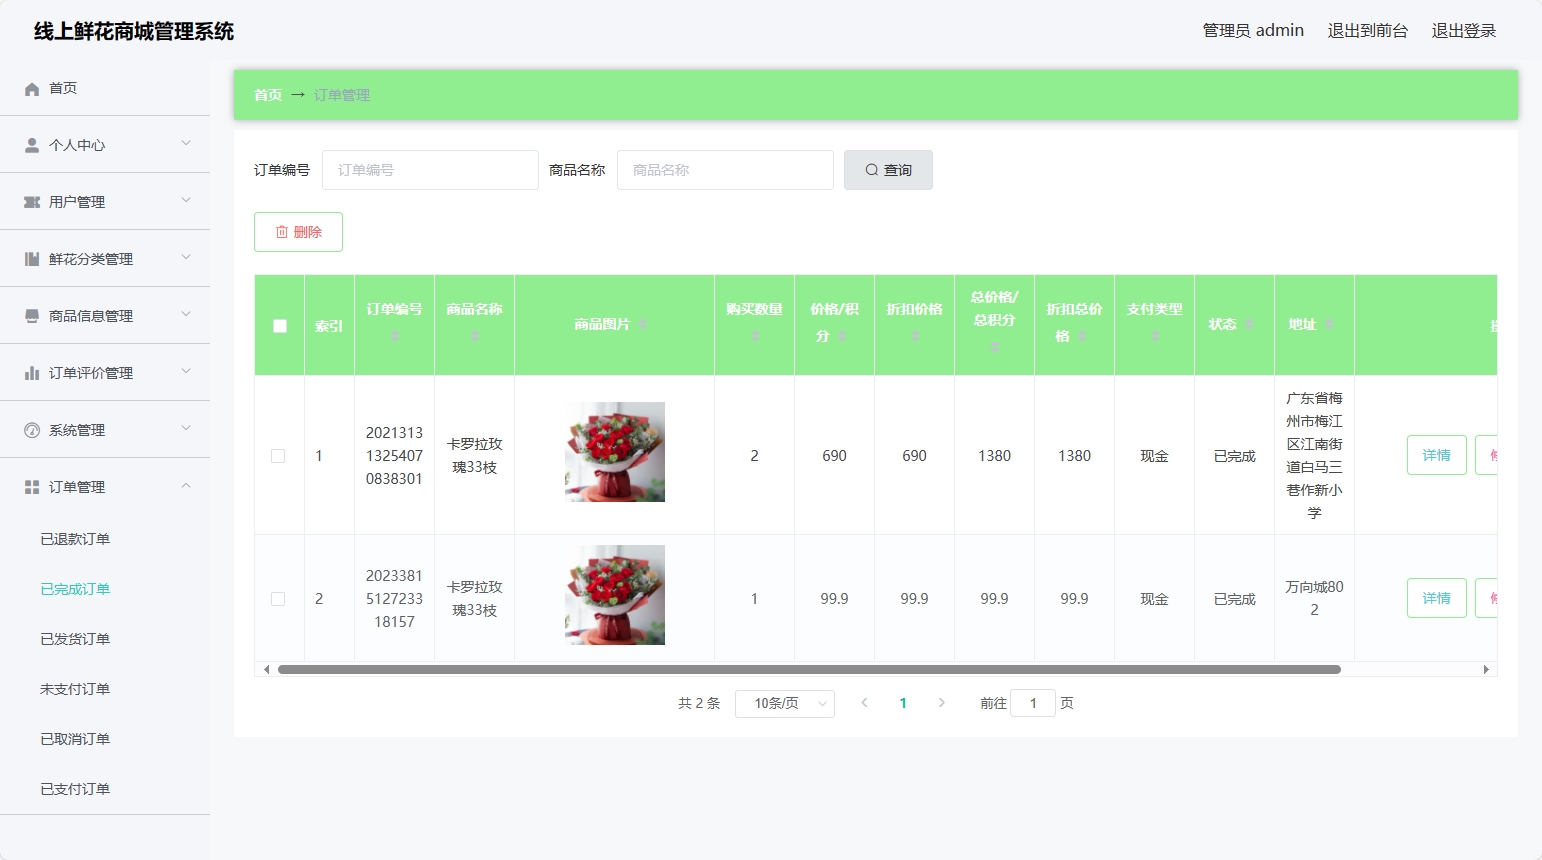 线上鲜花商城管理系统
管理员 admin 退出到前台 退出登录
首页
个人中心
用户管理
鲜花分类管理
商品信息管理
订单评价管理
系统管理
订单管理
已退款订单
已完成订单
已发货订单
未支付订单
已取消订单
已支付订单
首页 → 订单管理
订单编号 订单编号 商品名称 商品名称 查询
删除
索引
订单编号
商品名称
商品图片
购买数量
价格/积
分
折扣价格
总价格/
总积分
折扣总价
格
支付类型
状态
地址
1
2021313
1325407
0838301
卡罗拉玫
瑰33枝
2
690
690
1380
1380
现金
已完成
广东省梅
州市梅江
区江南街
道白马三
巷作新小
学
详情
2
2023381
5127233
18157
卡罗拉玫
瑰33枝
1
99.9
99.9
99.9
99.9
现金
已完成
万向城80
2
详情
共 2 条 10条/页 1 前往 1 页